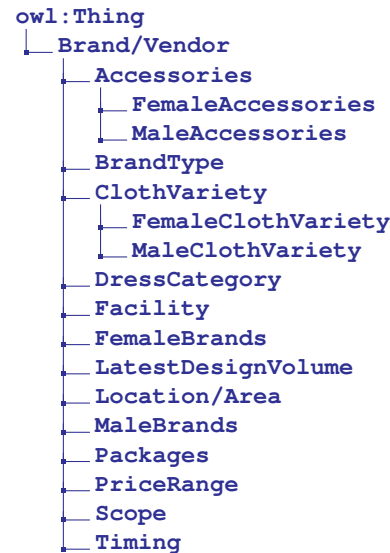 owl:Thing
Brand/Vendor
Accessories
FemaleAccessories
MaleAccessories
BrandType
ClothVariety
FemaleClothVariety
MaleClothVariety
DressCategory
Facility
FemaleBrands
LatestDesignVolume
Location/Area
MaleBrands
Packages
PriceRange
Scope
Timing